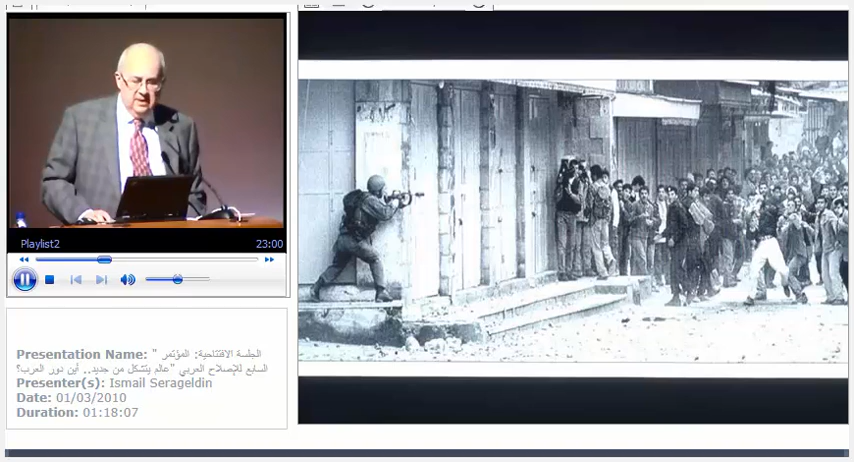 Playlist2 23:00
Presentation Name: " الجلسة الافتتاحية: المؤتمر
السابع للإصلاح العربي "عالم يتشكل من جديد.. أين دور العرب؟
Presenter(s): Ismail Serageldin
Date: 01/03/2010
Duration: 01:18:07